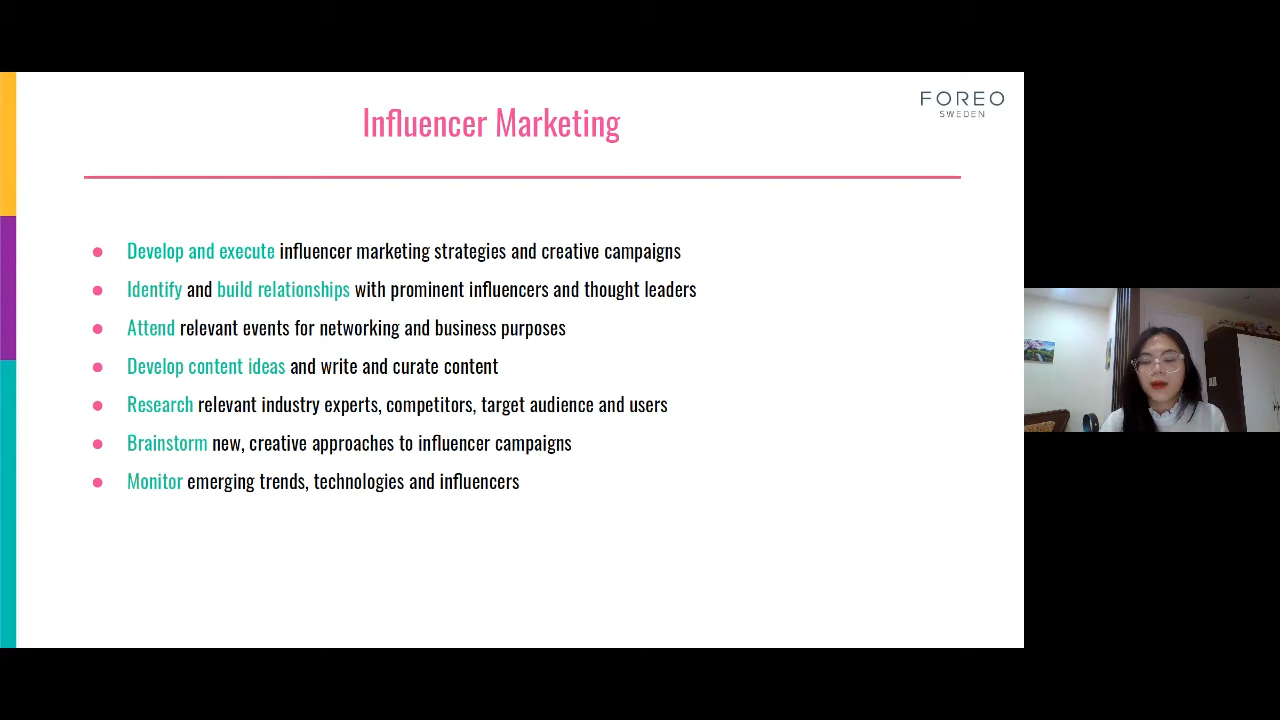 Influencer Marketing
FOREO
SWEDEN
Develop and execute influencer marketing strategies and creative campaigns
Identify and build relationships with prominent influencers and thought leaders
Attend relevant events for networking and business purposes
Develop content ideas and write and curate content
Research relevant industry experts, competitors, target audience and users
Brainstorm new, creative approaches to influencer campaigns
Monitor emerging trends, technologies and influencers